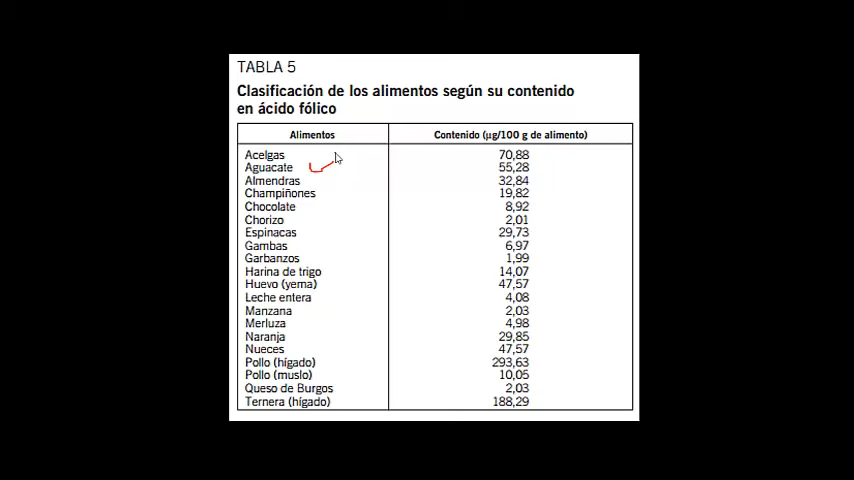 TABLA 5
Clasificación de los alimentos según su contenido
en ácido fólico
Alimentos Contenido (µg/100 g de alimento)
Acelgas 70,88
Aguacate 55,28
Almendras 32,84
Champiñones 19,82
Chocolate 8,92
Chorizo 2,01
Espinacas 29,73
Gambas 6,97
Garbanzos 1,99
Harina de trigo 14,07
Huevo (yema) 47,57
Leche entera 4,08
Manzana 2,03
Merluza 4,98
Naranja 29,85
Nueces 47,57
Pollo (hígado) 293,63
Pollo (muslo) 10,05
Queso de Burgos 2,03
Ternera (hígado) 188,29